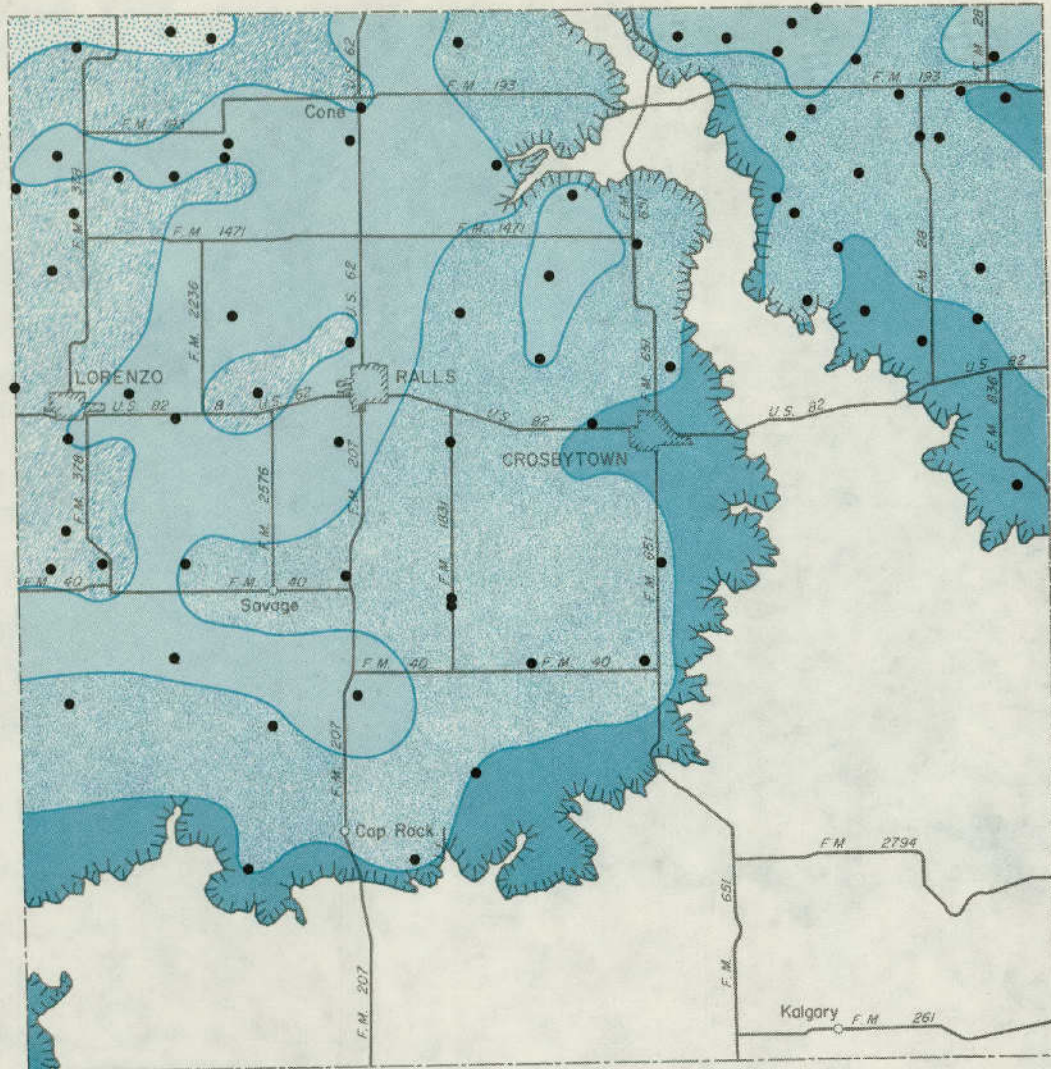 U.S. 62
F. M. 28
F. M. 193
F. M. 193
Cone
F. M. 193
F. M. 378
F. M. 651
F. M. 1471
F. M. 1471
F. M. 28
F. M. 2236
U.S. 62
F. M. 651
LORENZO
RALLS
U.S. 82
U.S. 82 & U.S. 62
U.S. 82
U.S. 82
F. M. 836
CROSBYTOWN
F. M. 378
F. M. 2576
F. M. 207
F. M. 1831
F. M. 651
F. M. 40
F. M. 40
Savage
F. M. 40
F. M. 40
F. M. 207
Cap Rock
F M 2794
F. M. 651
F. M. 207
Kalgary
F M 261